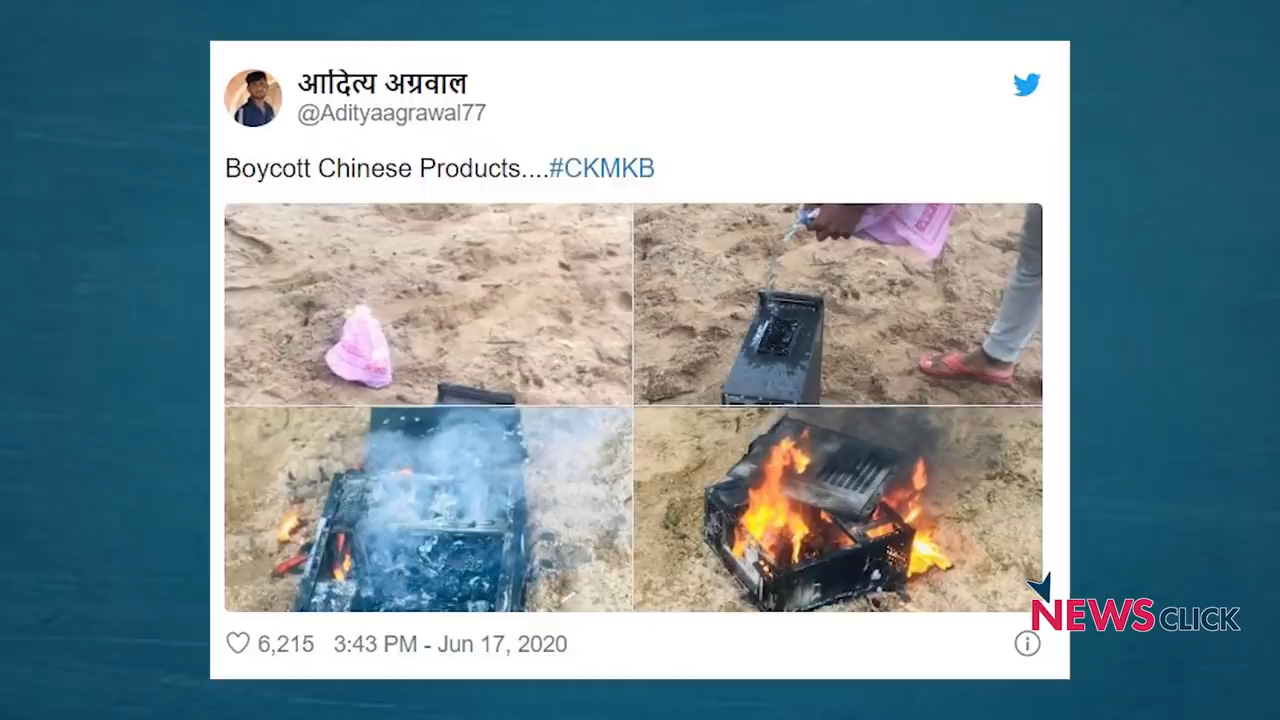 आदित्य अग्रवाल
@Adityaagrawal77
Boycott Chinese Products....#CKMKB
6,215 3:43 PM - Jun 17, 2020
NEWSCLICK